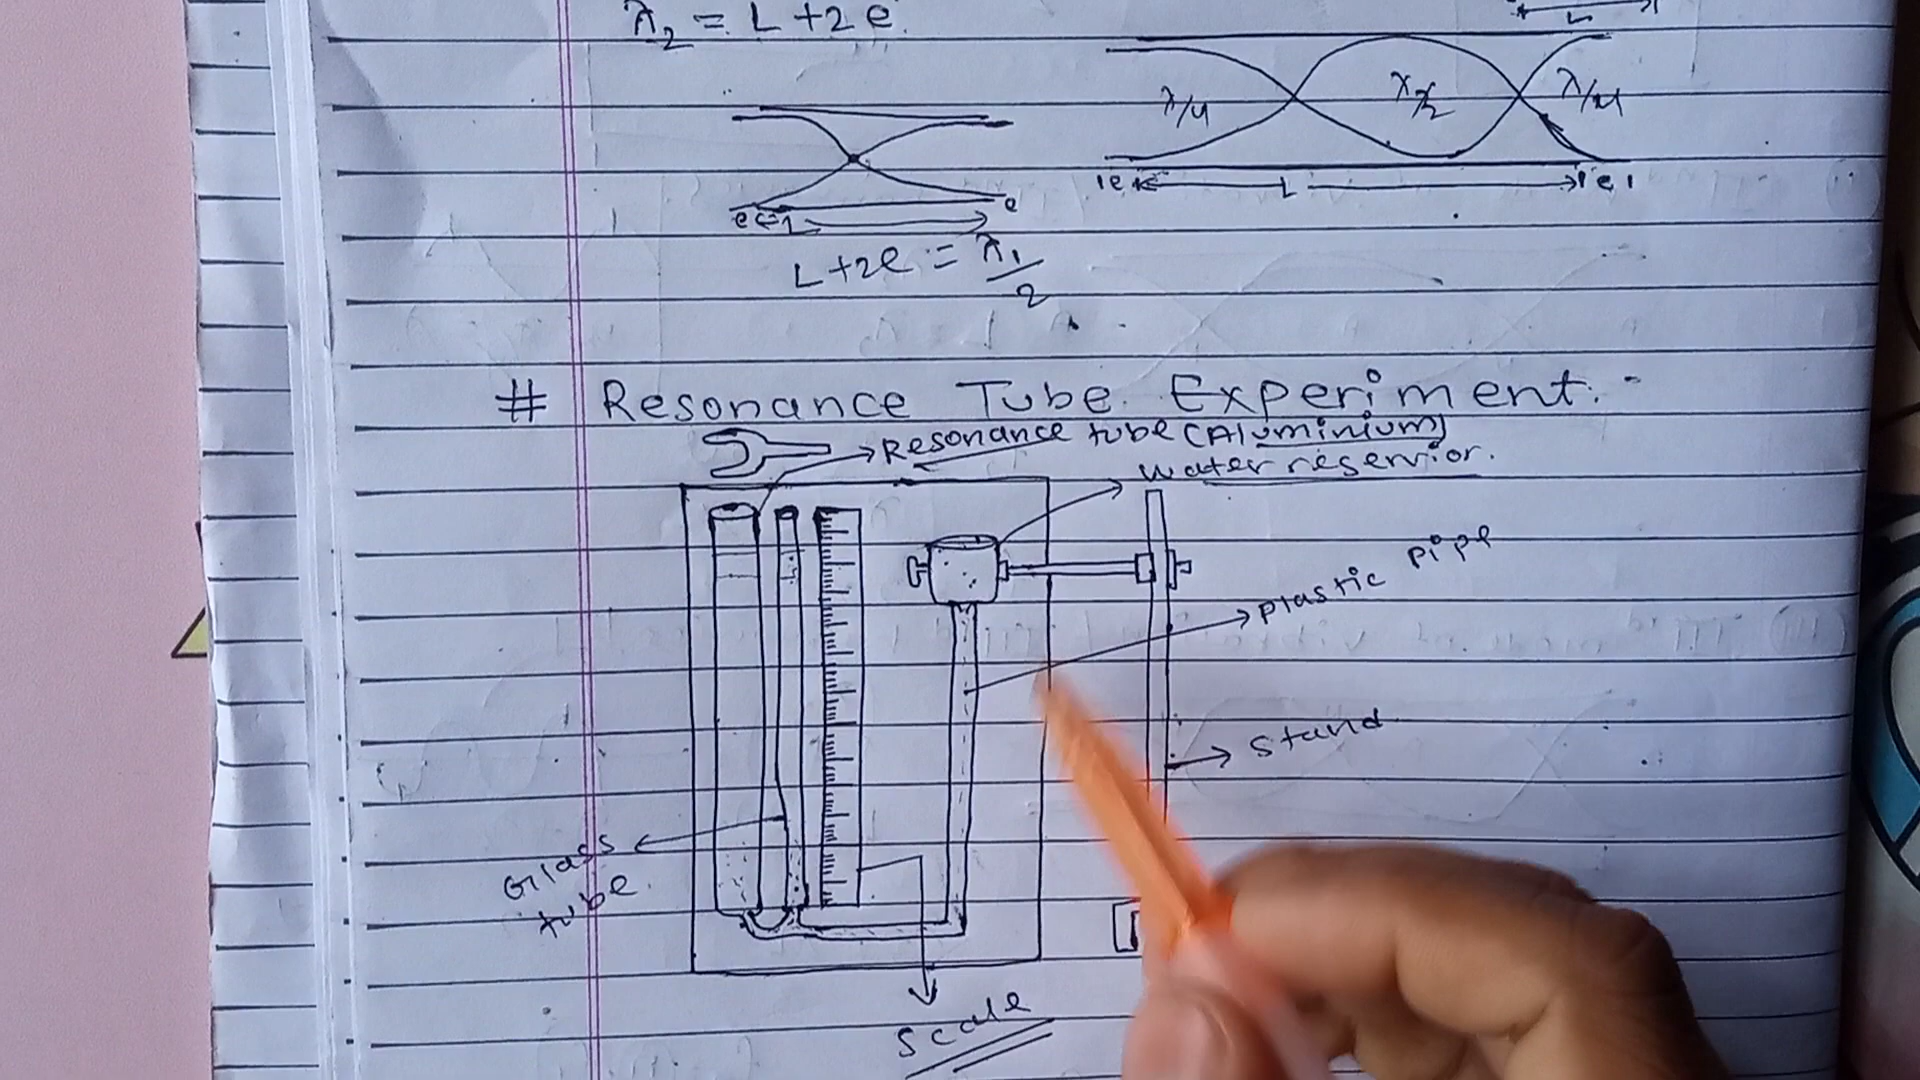 λ₂ = L + 2e
L
λ/4
λ/2
λ/4
e
L
e
e
L
e
L + 2e = λ₁/2
# Resonance Tube Experiment :-
Resonance tube (Aluminium)
water reservior.
plastic pipe
stand
Glass
tube
scale